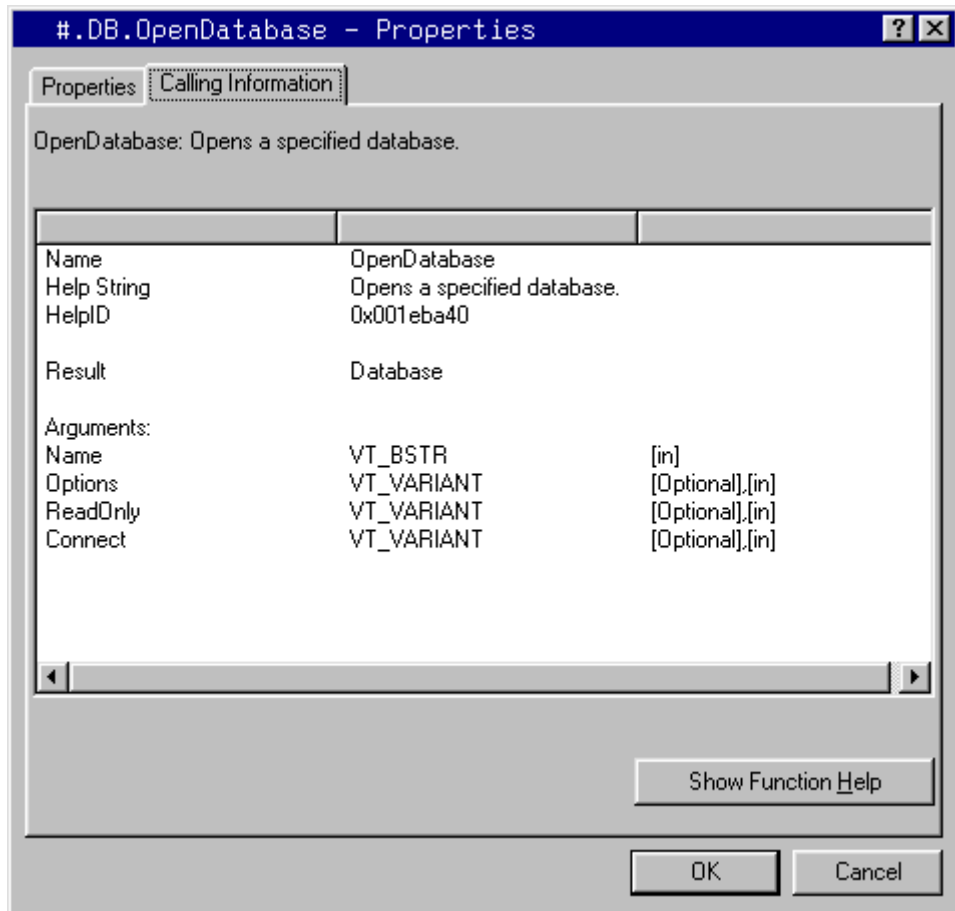 #.DB.OpenDatabase - Properties
Properties Calling Information
OpenDatabase: Opens a specified database.
Name OpenDatabase
Help String Opens a specified database.
HelpID 0x001eba40
Result Database
Arguments:
Name VT_BSTR [in]
Options VT_VARIANT [Optional],[in]
ReadOnly VT_VARIANT [Optional],[in]
Connect VT_VARIANT [Optional],[in]
Show Function Help
OK Cancel